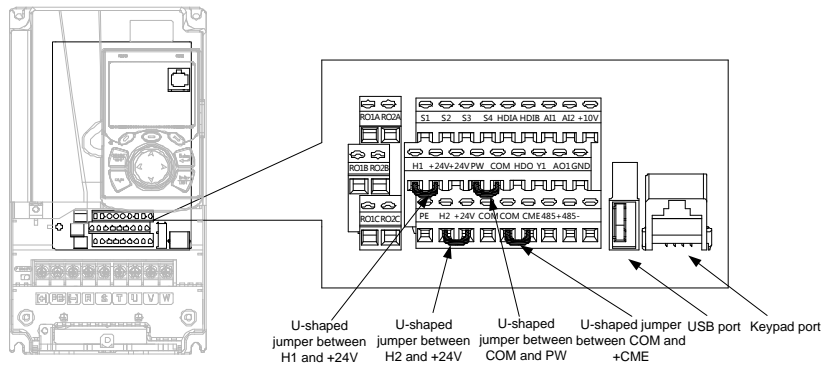 RO1A RO2A
S1 S2 S3 S4 HDIA HDIB AI1 AI2 +10V
RO1B RO2B
H1 +24V +24V PW COM HDO Y1 AO1 GND
RO1C RO2C
PE H2 +24V COM COM CME 485+ 485-
R S T U V W
U-shaped
jumper between
H1 and +24V
U-shaped
jumper between
H2 and +24V
U-shaped
jumper between
COM and PW
U-shaped jumper
between COM and
+CME
USB port
Keypad port